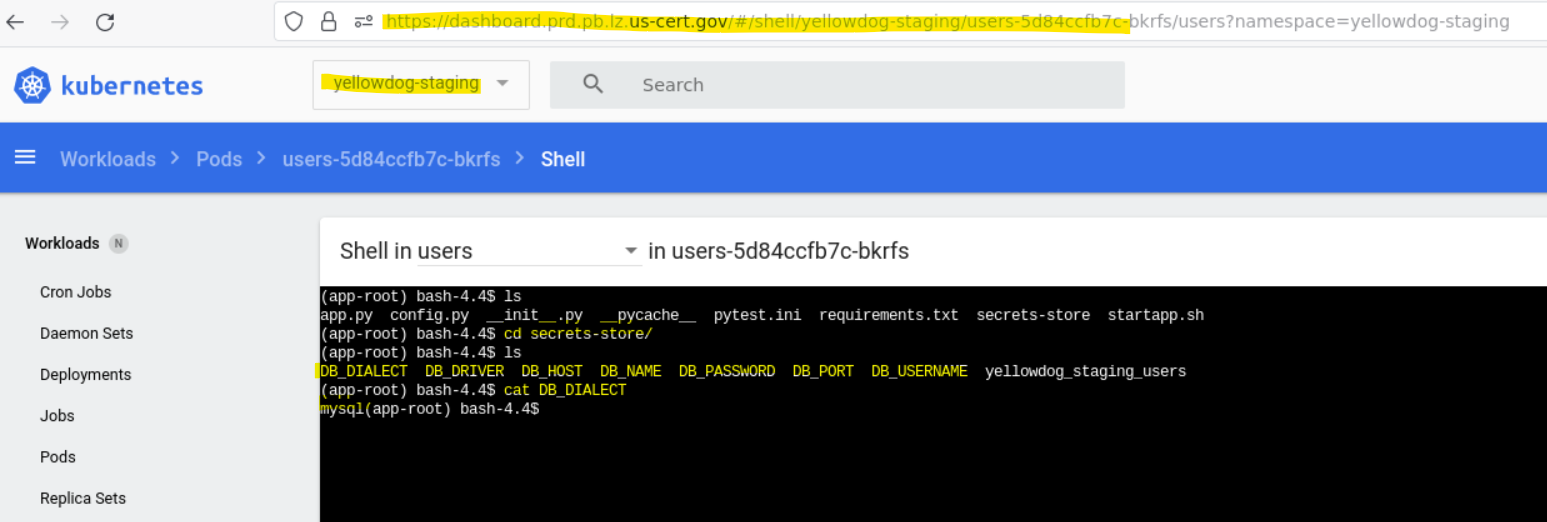 https://dashboard.prd.pb.lz.us-cert.gov/#/shell/yellowdog-staging/users-5d84ccfb7c-bkrfs/users?namespace=yellowdog-staging
kubernetes
yellowdog-staging
Search
Workloads > Pods > users-5d84ccfb7c-bkrfs > Shell
Workloads N
Cron Jobs
Daemon Sets
Deployments
Jobs
Pods
Replica Sets
Shell in users in users-5d84ccfb7c-bkrfs
(app-root) bash-4.4$ ls
app.py config.py __init__.py __pycache__ pytest.ini requirements.txt secrets-store startapp.sh
(app-root) bash-4.4$ cd secrets-store/
(app-root) bash-4.4$ ls
DB_DIALECT DB_DRIVER DB_HOST DB_NAME DB_PASSWORD DB_PORT DB_USERNAME yellowdog_staging_users
(app-root) bash-4.4$ cat DB_DIALECT
mysql(app-root) bash-4.4$